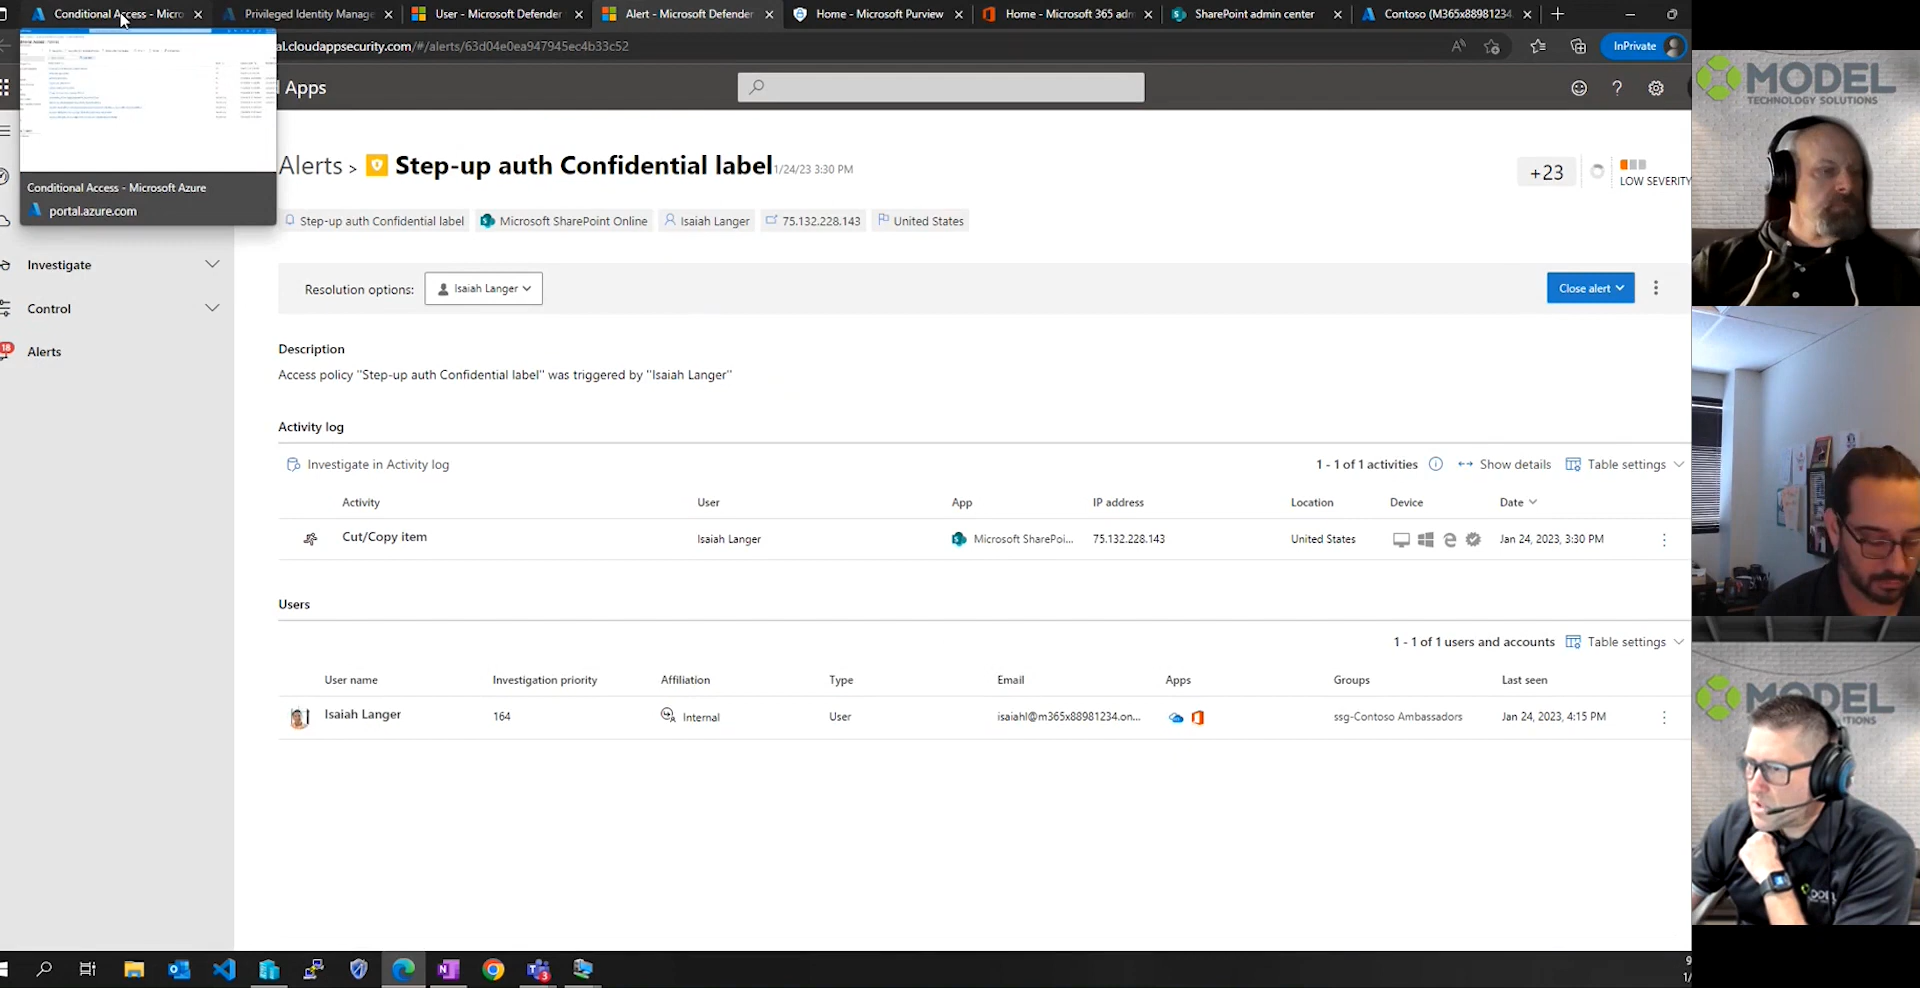 Conditional Access - Micro
Privileged Identity Manage
User - Microsoft Defender
Alert - Microsoft Defender
Home - Microsoft Purview
Home - Microsoft 365 adm
SharePoint admin center
Contoso (M365x88981234.
al.cloudappsecurity.com/#/alerts/63d04e0ea947945ec4b33c52
InPrivate
Apps
Conditional Access - Microsoft Azure
portal.azure.com
Investigate
Control
18
Alerts
Alerts > Step-up auth Confidential label 1/24/23 3:30 PM
+23
LOW SEVERITY
Step-up auth Confidential label
Microsoft SharePoint Online
Isaiah Langer
75.132.228.143
United States
Resolution options:
Isaiah Langer
Close alert
Description
Access policy "Step-up auth Confidential label" was triggered by "Isaiah Langer"
Activity log
Investigate in Activity log
1 - 1 of 1 activities
Show details
Table settings
Activity User App IP address Location Device Date
Cut/Copy item Isaiah Langer Microsoft SharePoi... 75.132.228.143 United States Jan 24, 2023, 3:30 PM
Users
1 - 1 of 1 users and accounts
Table settings
User name Investigation priority Affiliation Type Email Apps Groups Last seen
Isaiah Langer 164 Internal User isaiahl@m365x88981234.on... ssg-Contoso Ambassadors Jan 24, 2023, 4:15 PM
3
9
1/
MODEL
TECHNOLOGY SOLUTIONS
MODEL